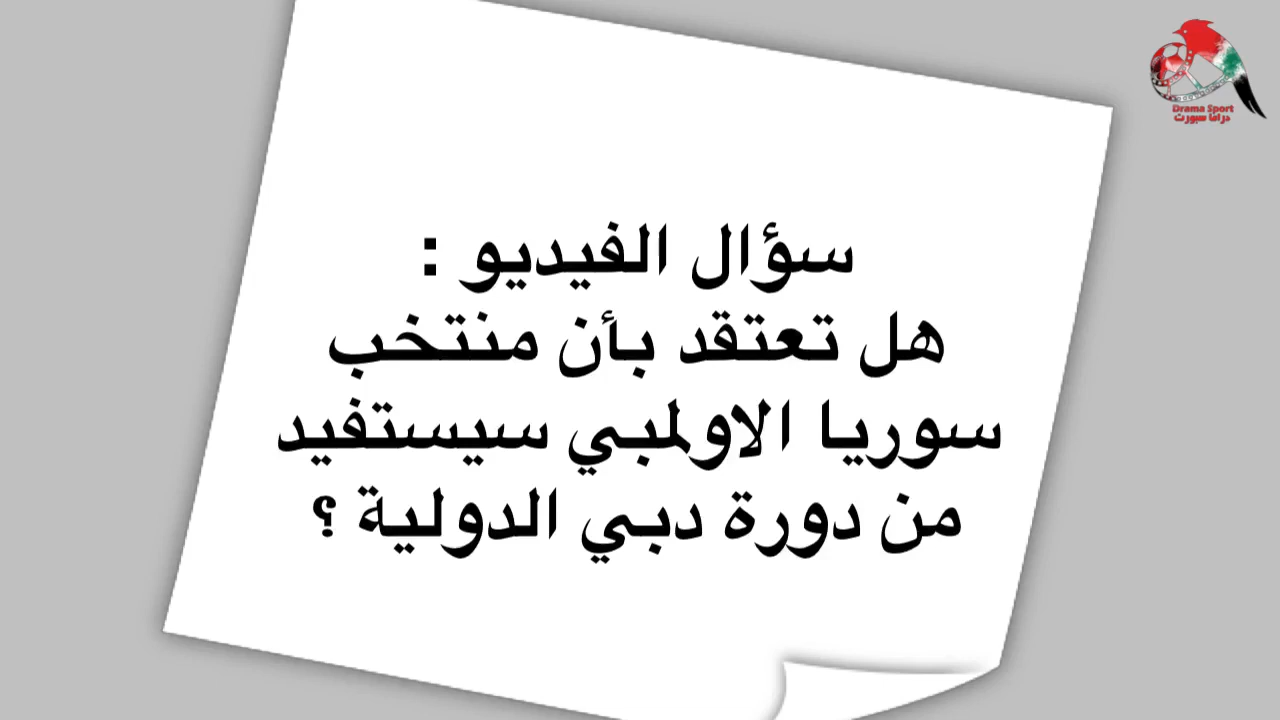 Drama Sport
دراما سبورت
سؤال الفيديو :
هل تعتقد بأن منتخب
سوريا الاولمبي سيستفيد
من دورة دبي الدولية ؟